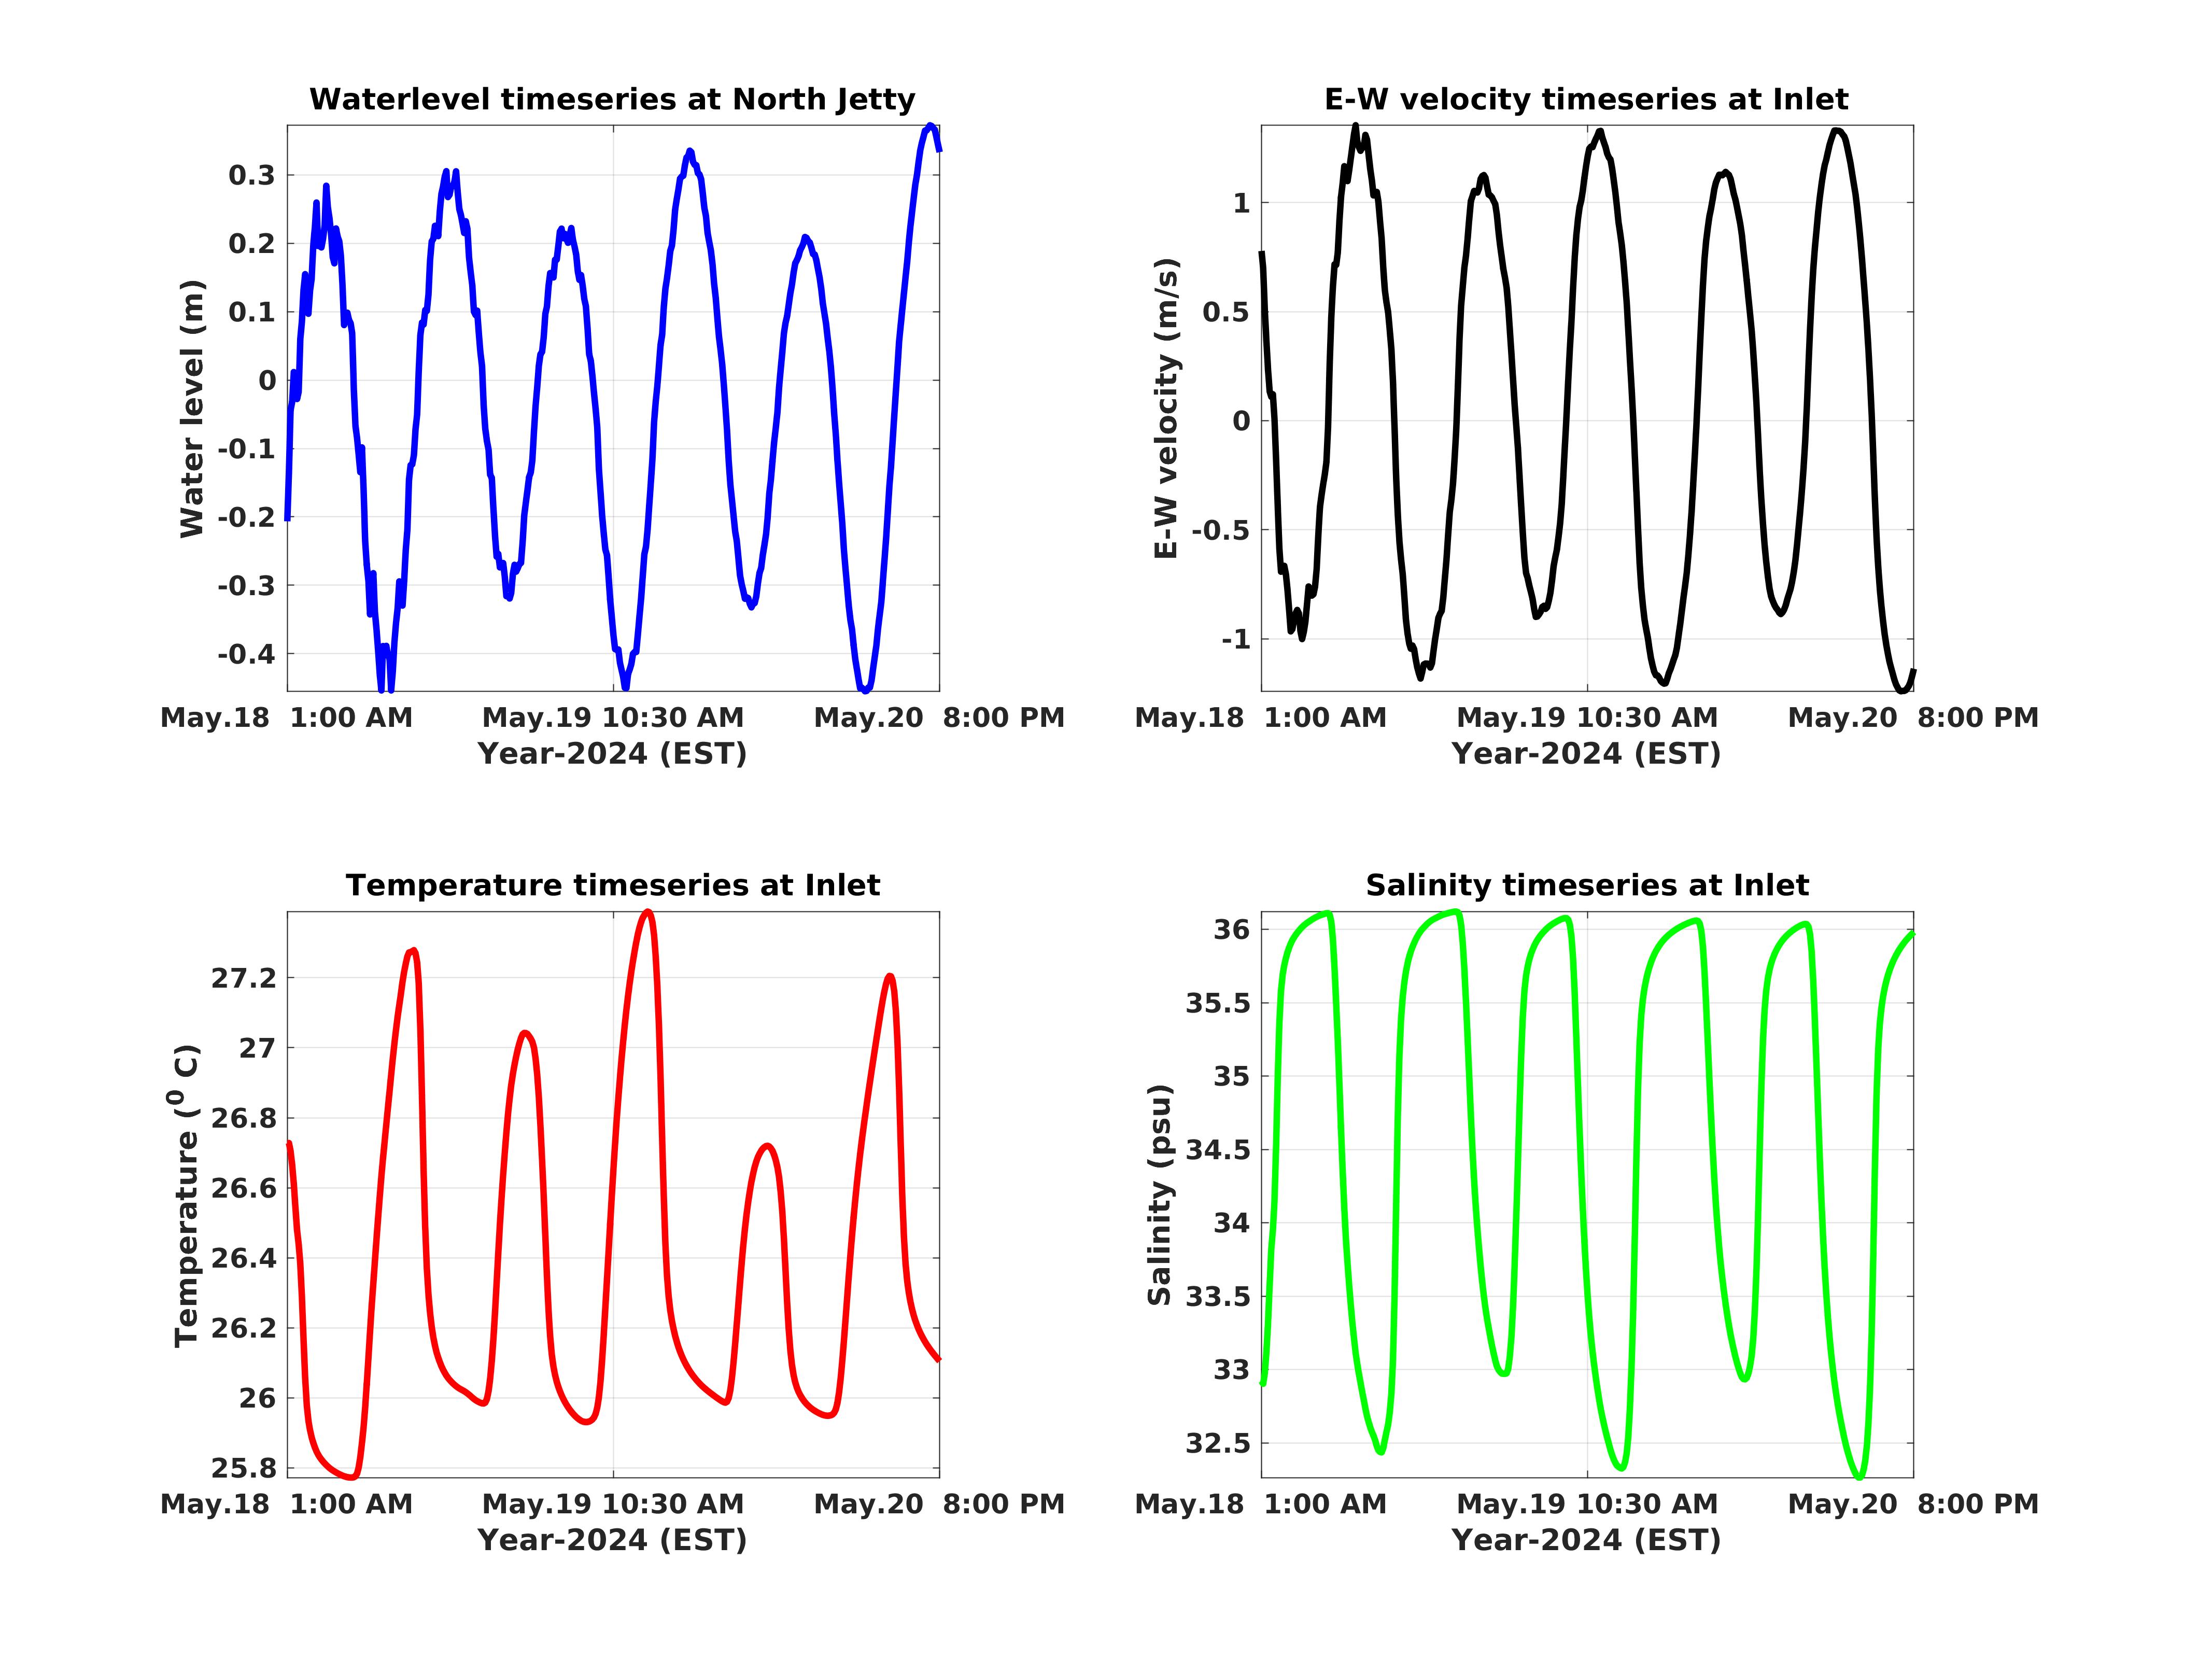 Waterlevel timeseries at North Jetty
0.3
0.2
0.1
0
-0.1
-0.2
-0.3
-0.4
Water level (m)
May.18 1:00 AM
May.19 10:30 AM
May.20 8:00 PM
Year-2024 (EST)
E-W velocity timeseries at Inlet
1
0.5
0
-0.5
-1
E-W velocity (m/s)
May.18 1:00 AM
May.19 10:30 AM
May.20 8:00 PM
Year-2024 (EST)
Temperature timeseries at Inlet
27.2
27
26.8
26.6
26.4
26.2
26
25.8
Temperature (⁰ C)
May.18 1:00 AM
May.19 10:30 AM
May.20 8:00 PM
Year-2024 (EST)
Salinity timeseries at Inlet
36
35.5
35
34.5
34
33.5
33
32.5
Salinity (psu)
May.18 1:00 AM
May.19 10:30 AM
May.20 8:00 PM
Year-2024 (EST)